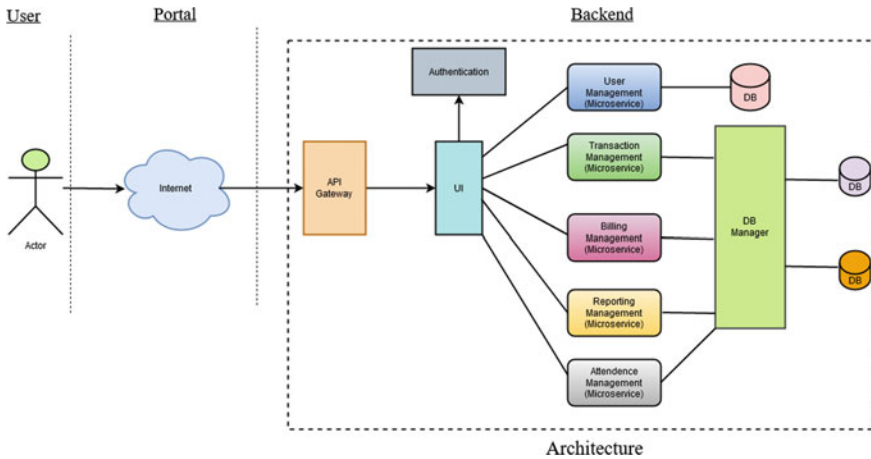 User
Portal
Backend
Authentication
User
Management
(Microservice)
DB
Transaction
Management
(Microservice)
API
Gateway
UI
Internet
Actor
DB
Billing
Management
(Microservice)
DB
Manager
DB
Reporting
Management
(Microservice)
Attendence
Management
(Microservice)
Architecture